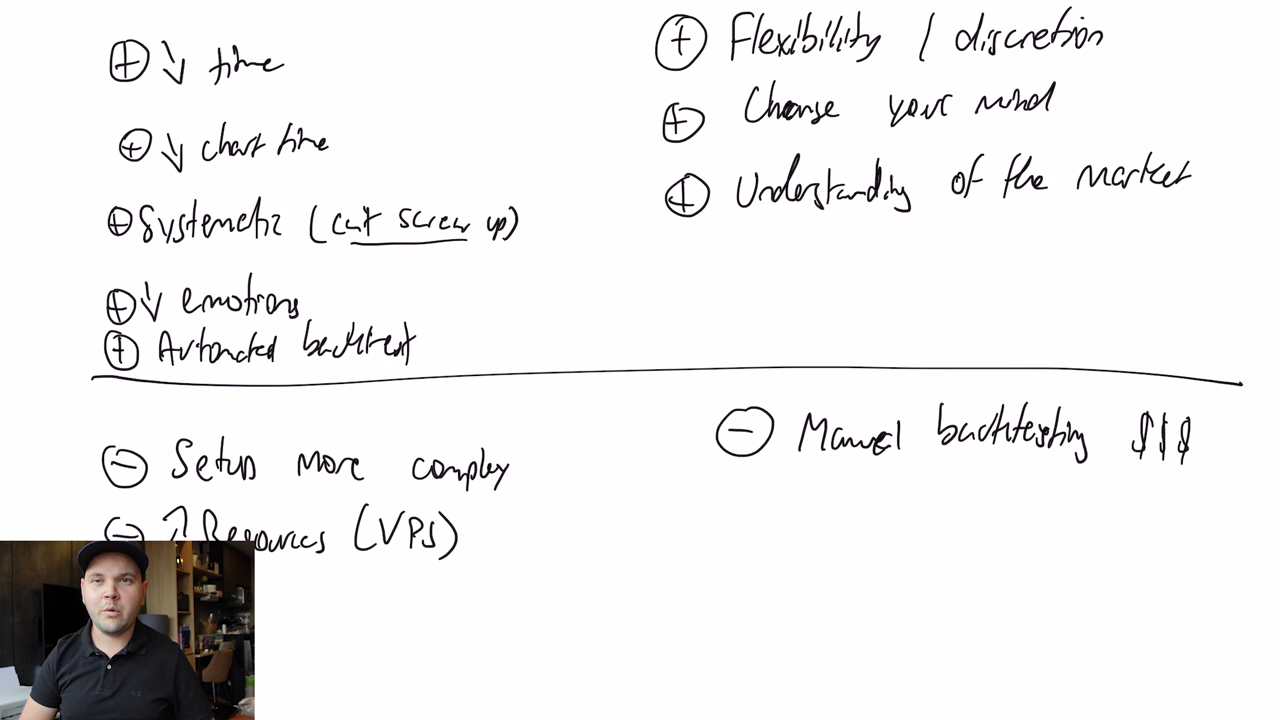 ⊕ ↘ time
⊕ ↘ chart time
⊕ Systematic (can't screw up)
⊕ ↓ emotions
⊕ Automated backtest
⊕ Flexibility / discretion
⊕ Change your mind
⊕ Understanding of the market
⊖ Setup more complex
⊖ ↑ Resources (VPS)
⊖ Manual backtesting $$$